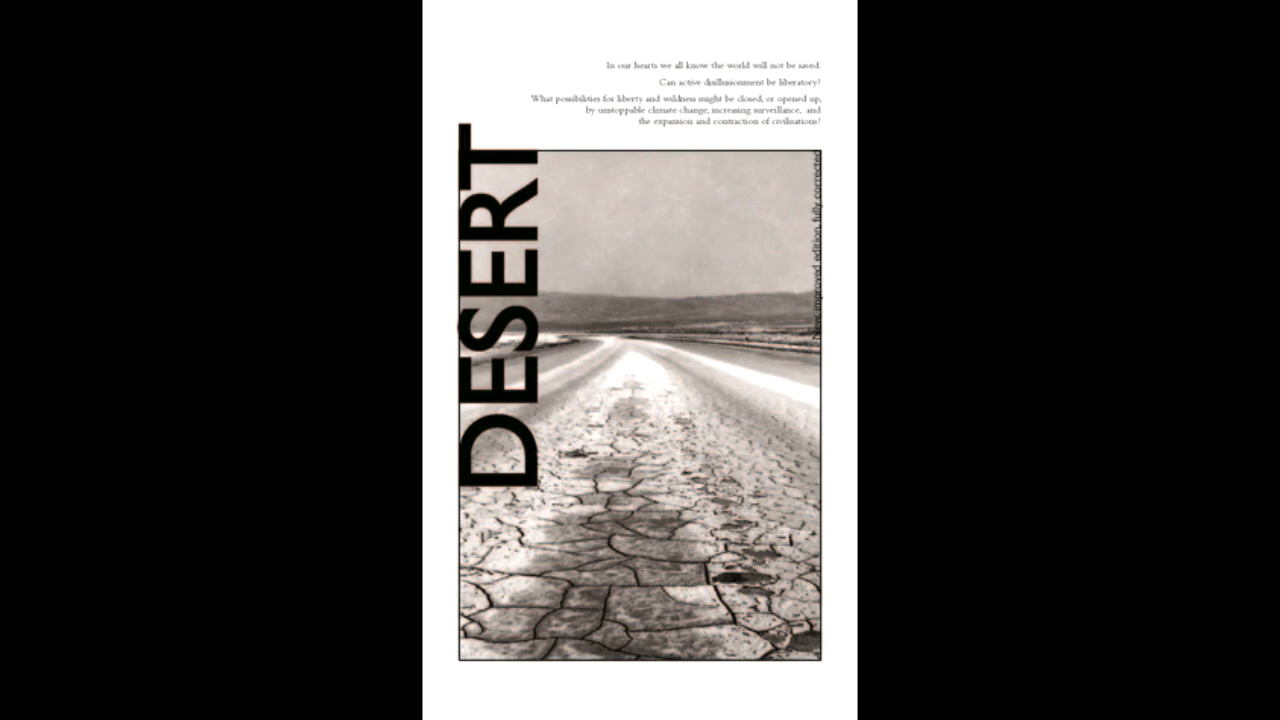 In our hearts we all know the world will not be saved.
Can active disillusionment be liberatory?
What possibilities for liberty and wildness might be closed, or opened up,
by unstoppable climate change, increasing surveillance, and
the expansion and contraction of civilisations?
DESERT
New improved edition, fully corrected